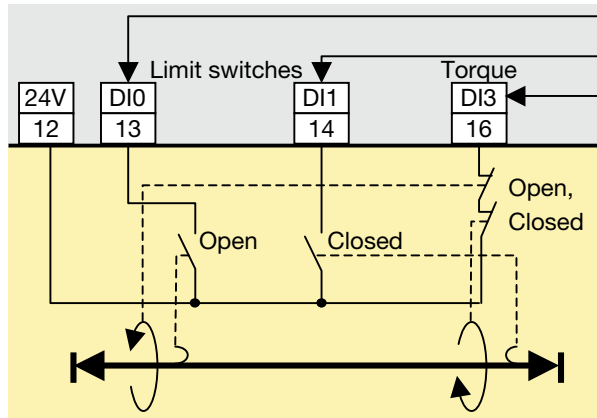 Limit switches
Torque
24V
DI0
DI1
DI3
12
13
14
16
Open,
Closed
Open
Closed